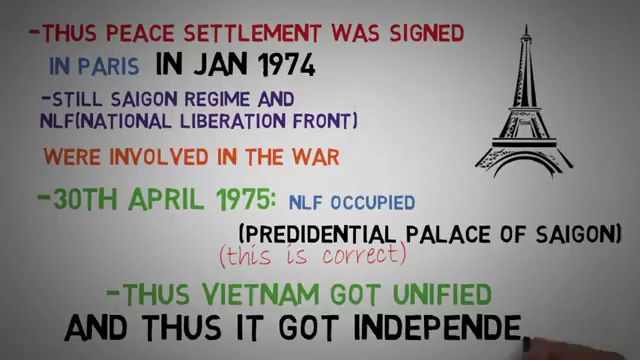 -THUS PEACE SETTLEMENT WAS SIGNED
IN PARIS IN JAN 1974
-STILL SAIGON REGIME AND
NLF(NATIONAL LIBERATION FRONT)
WERE INVOLVED IN THE WAR
-30TH APRIL 1975: NLF OCCUPIED
(PREDIDENTIAL PALACE OF SAIGON)
(this is correct)
-THUS VIETNAM GOT UNIFIED
AND THUS IT GOT INDEPENDE